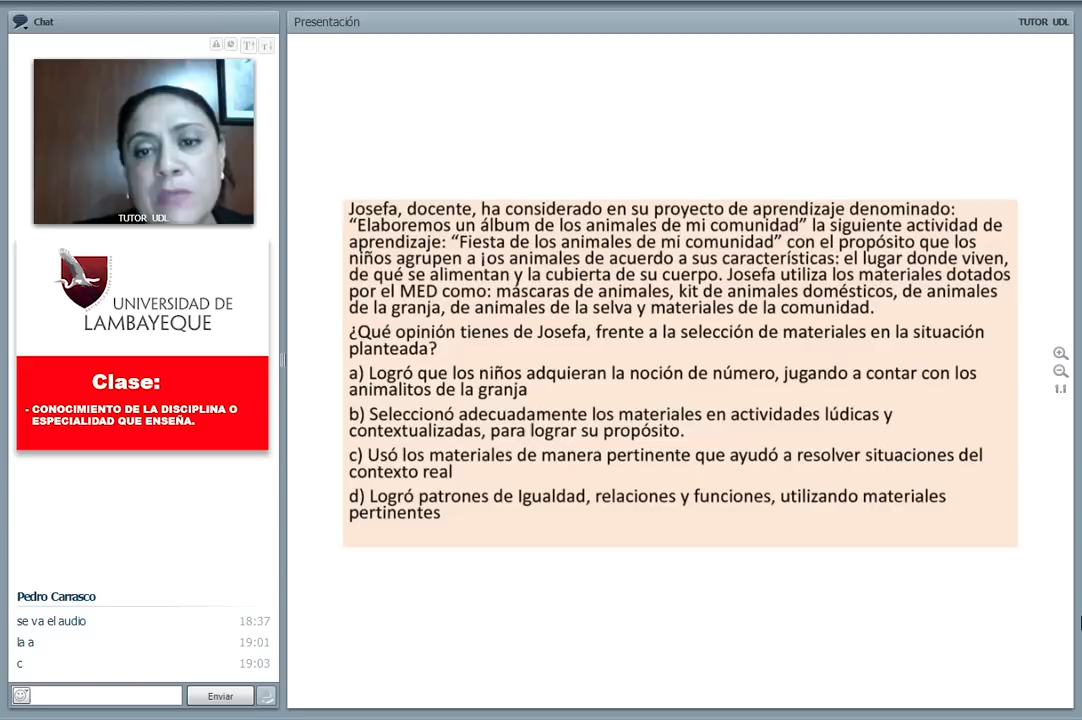 Chat
Presentación
TUTOR UDL
TUTOR UDL
UNIVERSIDAD DE
LAMBAYEQUE
Clase:
- CONOCIMIENTO DE LA DISCIPLINA O
ESPECIALIDAD QUE ENSEÑA.
Pedro Carrasco
se va el audio 18:37
la a 19:01
c 19:03
Enviar
Josefa, docente, ha considerado en su proyecto de aprendizaje denominado:
“Elaboremos un álbum de los animales de mi comunidad” la siguiente actividad de
aprendizaje: “Fiesta de los animales de mi comunidad” con el propósito que los
niños agrupen a ¡os animales de acuerdo a sus características: el lugar donde viven,
de qué se alimentan y la cubierta de su cuerpo. Josefa utiliza los materiales dotados
por el MED como: máscaras de animales, kit de animales domésticos, de animales
de la granja, de animales de la selva y materiales de la comunidad.
¿Qué opinión tienes de Josefa, frente a la selección de materiales en la situación
planteada?
a) Logró que los niños adquieran la noción de número, jugando a contar con los
animalitos de la granja
b) Seleccionó adecuadamente los materiales en actividades lúdicas y
contextualizadas, para lograr su propósito.
c) Usó los materiales de manera pertinente que ayudó a resolver situaciones del
contexto real
d) Logró patrones de Igualdad, relaciones y funciones, utilizando materiales
pertinentes
1.1